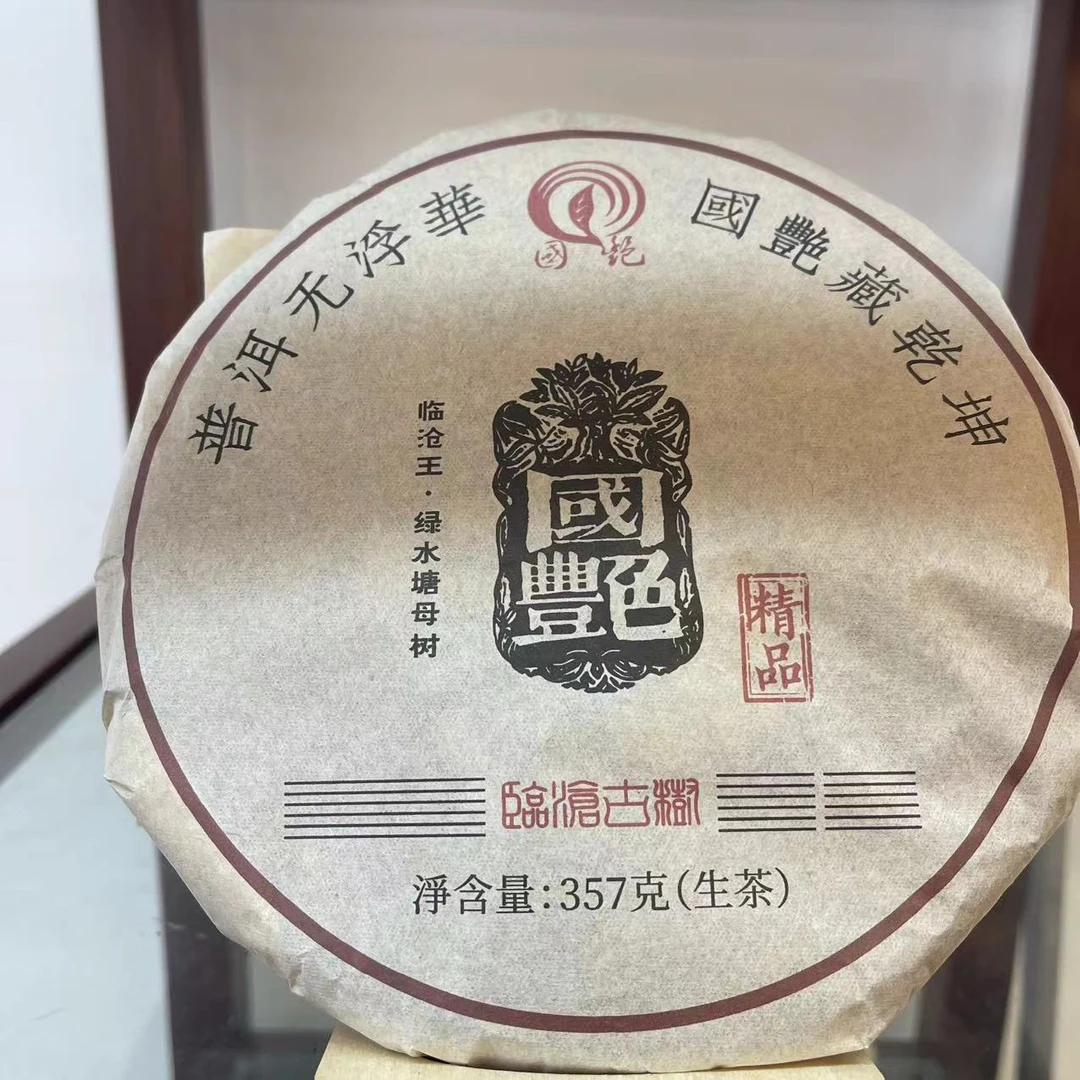 普洱无浮華
國艷
國艷藏乾坤
临沧王·绿水塘母树
國
艷
精品
臨滄古樹
淨含量:357克(生茶)